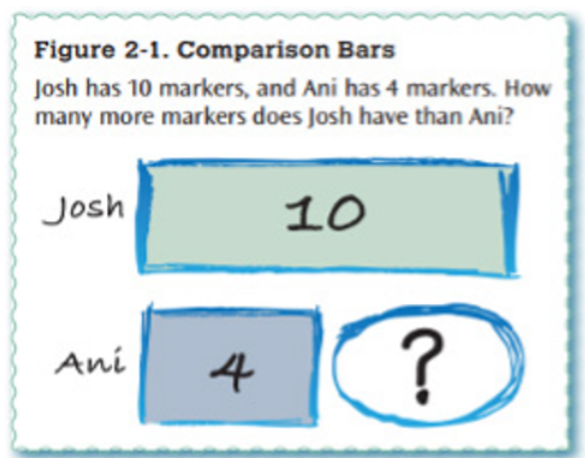 Figure 2-1. Comparison Bars
Josh has 10 markers, and Ani has 4 markers. How
many more markers does Josh have than Ani?
Josh 10
Ani 4 ?